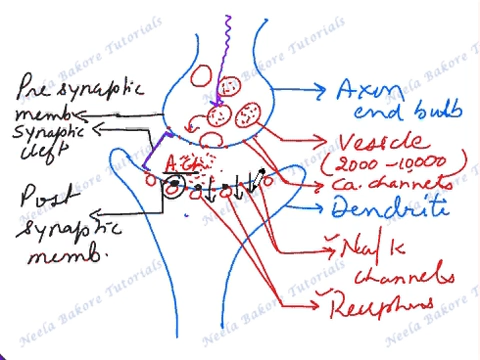 Pre synaptic
memb
synaptic
cleft
Post
synaptic
memb.
A.Ch
Axon
end bulb
Vesicle
(2000-10000)
Ca. channels
Dendrite
Na/K
channels
Receptors
Neela Bakore Tutorials